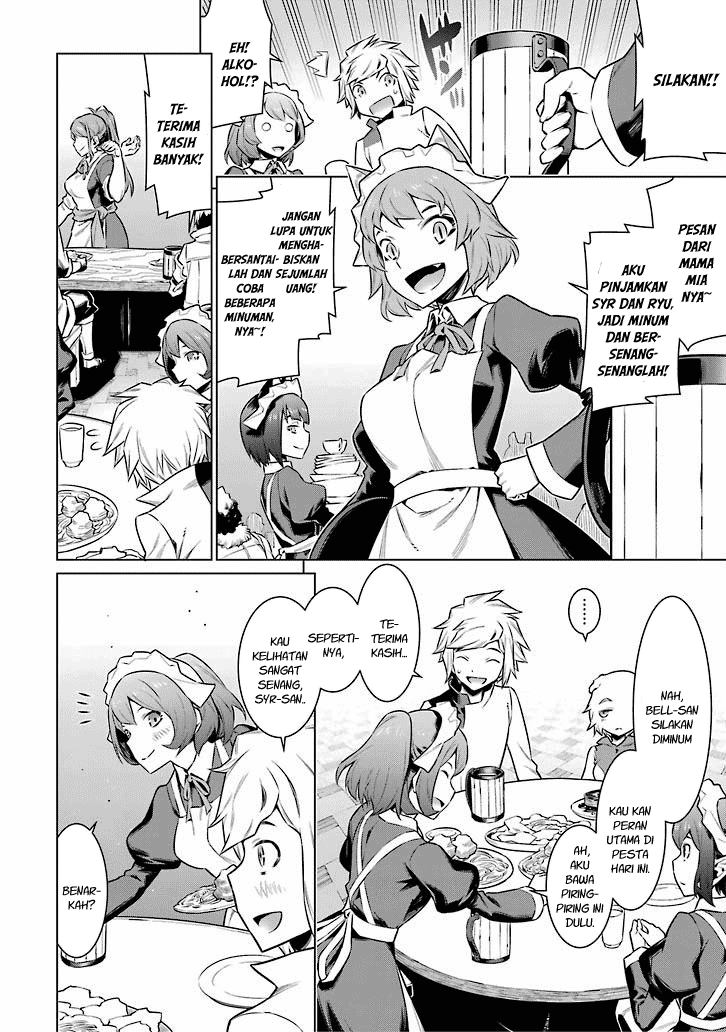 SILAKAN!!
EH!
ALKO-
HOL!?
TE-
TERIMA
KASIH
BANYAK!
PESAN
DARI
MAMA
MIA
NYA~
AKU
PINJAMKAN
SYR DAN RYU,
JADI MINUM
DAN BER-
SENANG-
SENANGLAH!
JANGAN
LUPA UNTUK
MENGHA-
BISKAN
SEJUMLAH
UANG!
BERSANTAI-
LAH DAN
COBA
BEBERAPA
MINUMAN,
NYA~!
......
NAH,
BELL-SAN
SILAKAN
DIMINUM
KAU KAN
PERAN
UTAMA DI
PESTA
HARI INI.
AH,
AKU
BAWA
PIRING-
PIRING INI
DULU.
TE-
TERIMA
KASIH...
SEPERTI-
NYA,
KAU
KELIHATAN
SANGAT
SENANG,
SYR-SAN..
BENAR-
KAH?